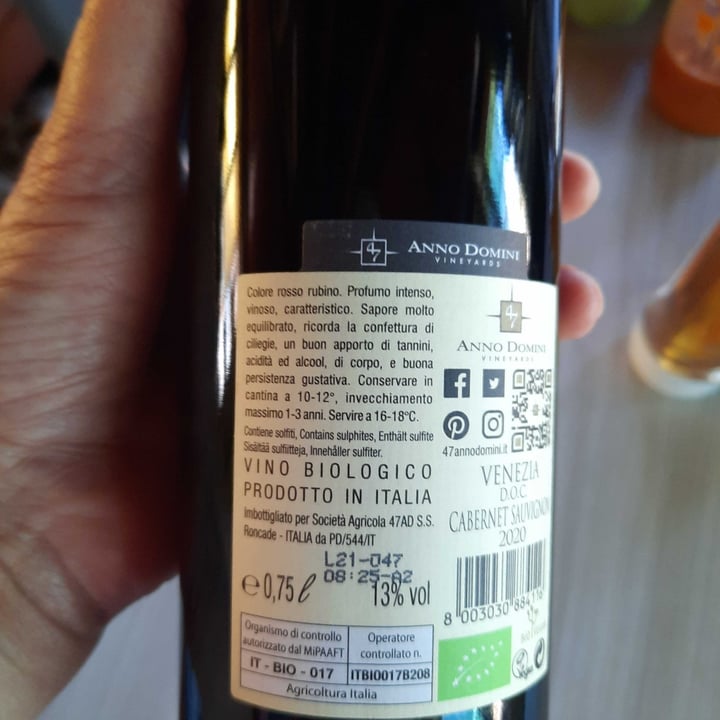 47
ANNO DOMINI
VINEYARDS
Colore rosso rubino. Profumo intenso,
vinoso, caratteristico. Sapore molto
equilibrato, ricorda la confettura di
ciliegie, un buon apporto di tannini,
acidità ed alcool, di corpo, e buona
persistenza gustativa. Conservare in
cantina a 10-12°, invecchiamento
massimo 1-3 anni. Servire a 16-18°C.
Contiene solfiti, Contains sulphites, Enthält sulfite
Sisältää sulfiitteja, Innehåller sulfiter.
VINO BIOLOGICO
PRODOTTO IN ITALIA
Imbottigliato per Società Agricola 47AD S.S.
Roncade - ITALIA da PD/544/IT
L21-047
08:25-A2
e 0,75 ℓ
13% vol
Organismo di controllo
autorizzato dal MiPAAFT
Operatore
controllato n.
IT - BIO - 017
ITBIO017B208
Agricoltura Italia
47
ANNO DOMINI
VINEYARDS
47annodomini.it
VENEZIA
D.O.C.
CABERNET SAUVIGNON
2020
8 003030 884116